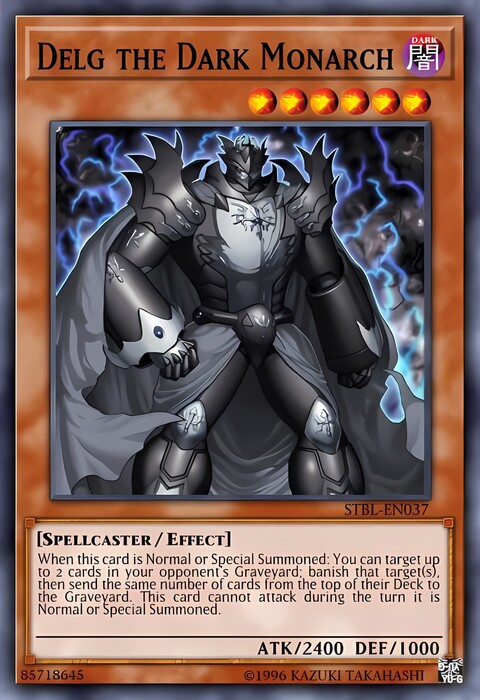 DELG THE DARK MONARCH
DARK
闇
STBL-EN037
[SPELLCASTER / EFFECT]
When this card is Normal or Special Summoned: You can target up
to 2 cards in your opponent's Graveyard; banish that target(s),
then send the same number of cards from the top of their Deck to
the Graveyard. This card cannot attack during the turn it is
Normal or Special Summoned.
ATK/2400 DEF/1000
85718645
©1996 KAZUKI TAKAHASHI